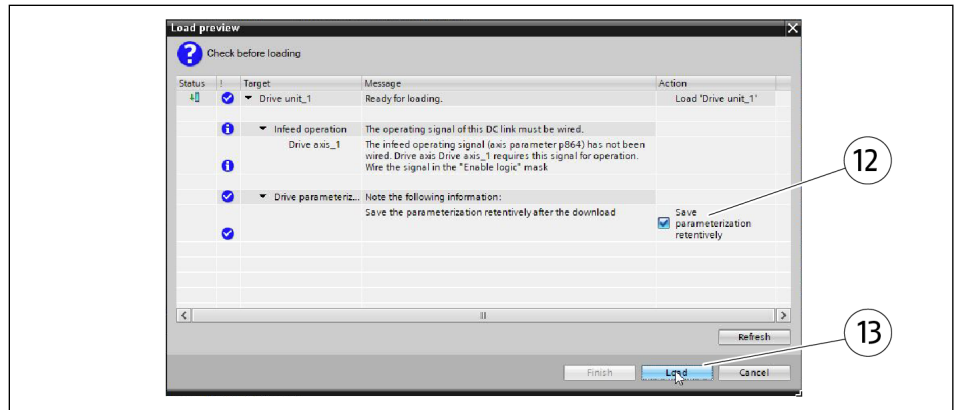 Load preview
Check before loading
Status ! Target Message Action
Drive unit_1 Ready for loading. Load 'Drive unit_1'
Infeed operation The operating signal of this DC link must be wired.
Drive axis_1 The infeed operating signal (axis parameter p864) has not been
wired. Drive axis Drive axis_1 requires this signal for operation.
Wire the signal in the "Enable logic" mask
Drive parameteriz... Note the following information:
Save the parameterization retentively after the download Save
parameterization
retentively
12
Refresh
13
Finish Load Cancel